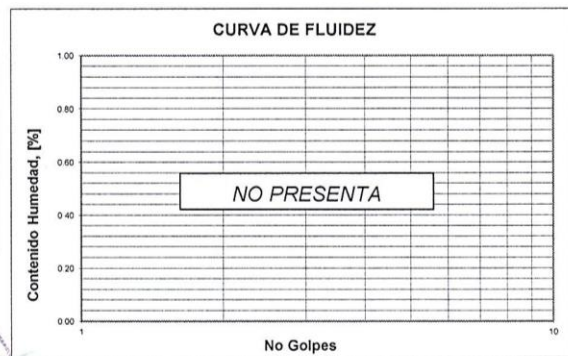 CURVA DE FLUIDEZ
Contenido Humedad, [%]
1.00
0.80
0.60
0.40
0.20
0.00
NO PRESENTA
1
10
No Golpes